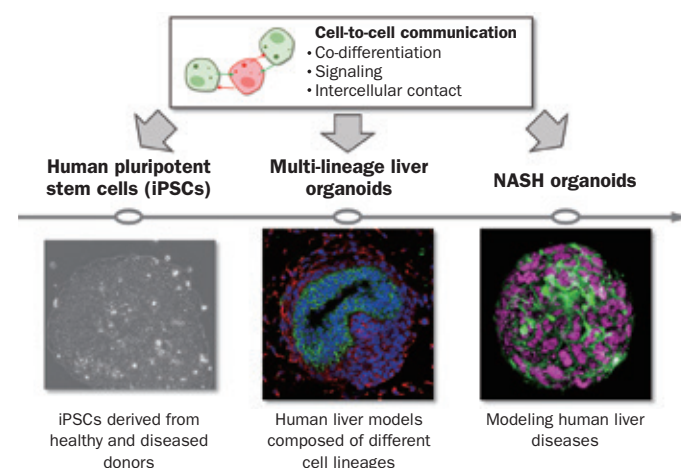 Cell-to-cell communication
• Co-differentiation
• Signaling
• Intercellular contact
Human pluripotent
stem cells (iPSCs)
Multi-lineage liver
organoids
NASH organoids
iPSCs derived from
healthy and diseased
donors
Human liver models
composed of different
cell lineages
Modeling human liver
diseases